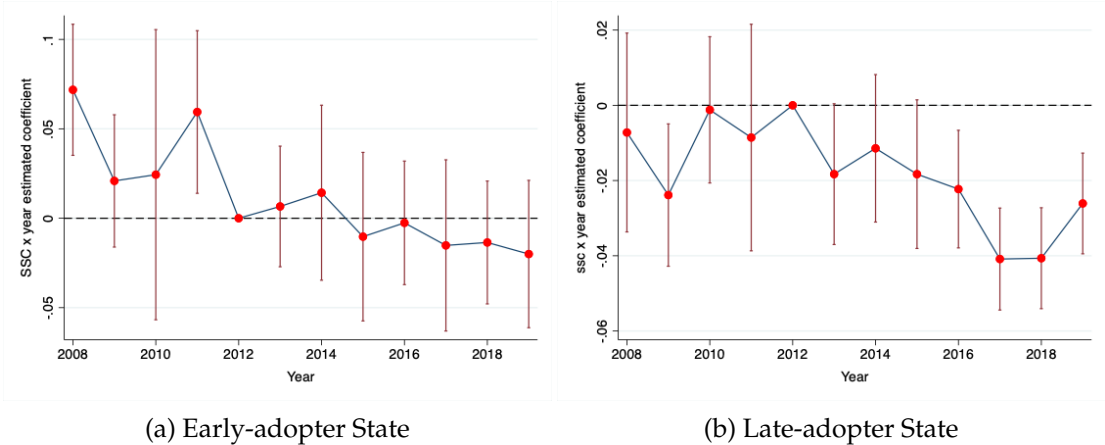 .1
.05
0
-.05
SSC x year estimated coefficient
2008 2010 2012 2014 2016 2018
Year
(a) Early-adopter State
.02
0
-.02
-.04
-.06
ssc x year estimated coefficient
2008 2010 2012 2014 2016 2018
Year
(b) Late-adopter State